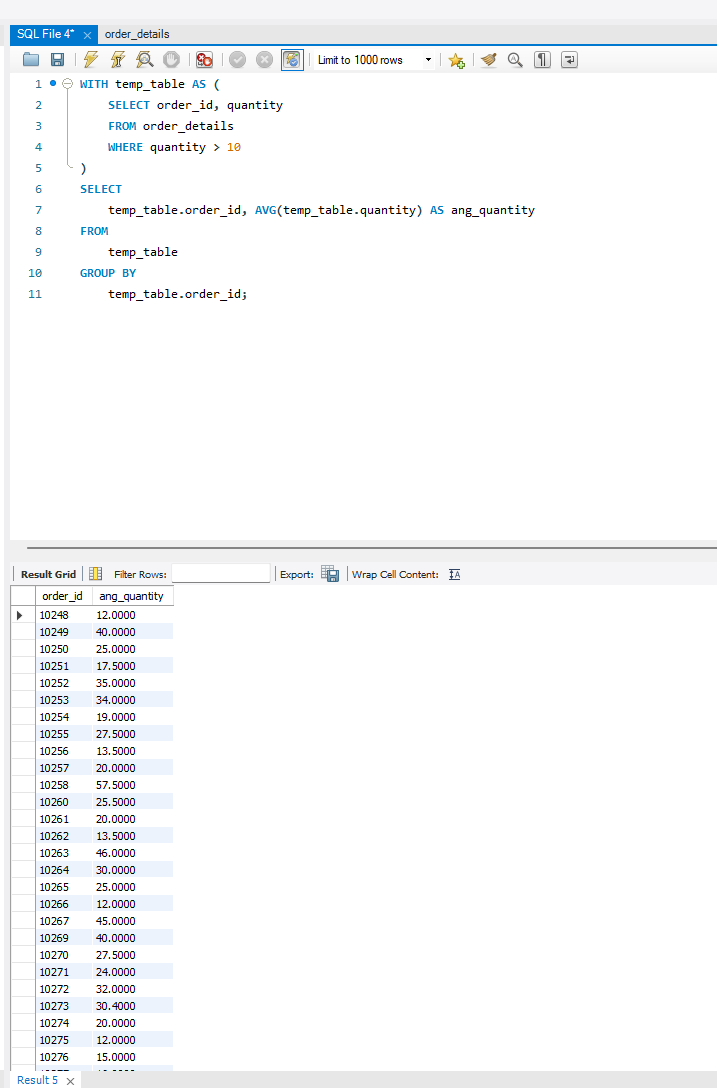 SQL File 4* × order_details
Limit to 1000 rows
1 WITH temp_table AS (
2 SELECT order_id, quantity
3 FROM order_details
4 WHERE quantity > 10
5 )
6 SELECT
7 temp_table.order_id, AVG(temp_table.quantity) AS ang_quantity
8 FROM
9 temp_table
10 GROUP BY
11 temp_table.order_id;
Result Grid Filter Rows: Export: Wrap Cell Content:
order_id ang_quantity
10248 12.0000
10249 40.0000
10250 25.0000
10251 17.5000
10252 35.0000
10253 34.0000
10254 19.0000
10255 27.5000
10256 13.5000
10257 20.0000
10258 57.5000
10260 25.5000
10261 20.0000
10262 13.5000
10263 46.0000
10264 30.0000
10265 25.0000
10266 12.0000
10267 45.0000
10269 40.0000
10270 27.5000
10271 24.0000
10272 32.0000
10273 30.4000
10274 20.0000
10275 12.0000
10276 15.0000
Result 5 ×